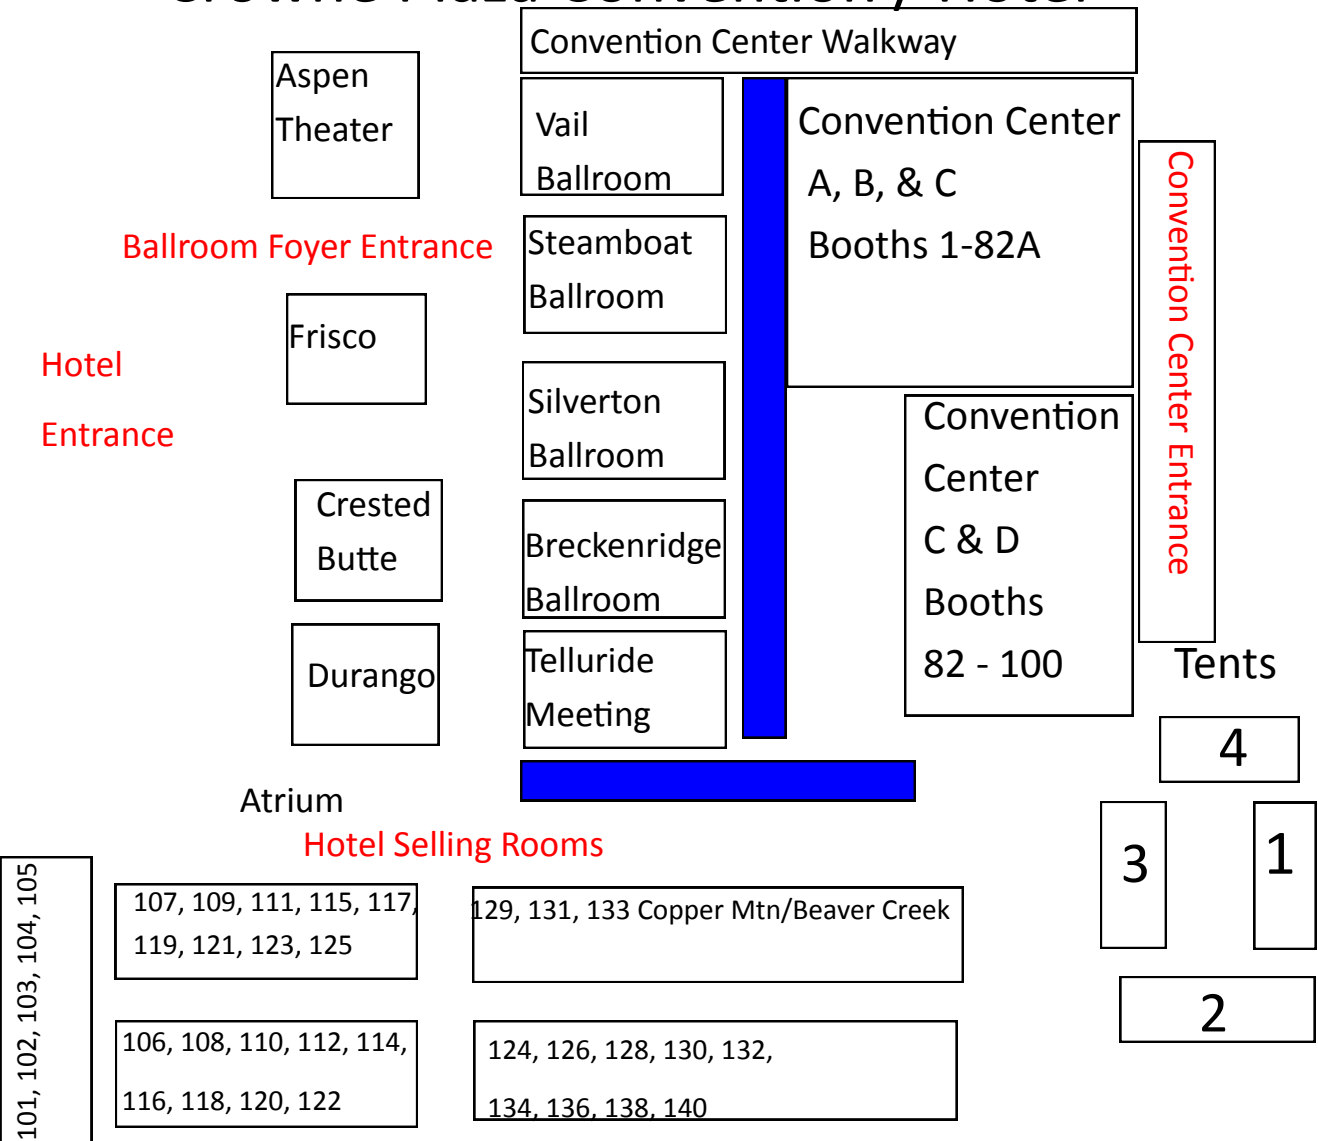 Crowne Plaza Convention / Hotel
Convention Center Walkway
Aspen
Theater
Vail
Ballroom
Convention Center
A, B, & C
Booths 1-82A
Convention Center Entrance
Ballroom Foyer Entrance
Steamboat
Ballroom
Frisco
Hotel
Entrance
Silverton
Ballroom
Convention
Center
C & D
Booths
82 - 100
Crested
Butte
Breckenridge
Ballroom
Durango
Telluride
Meeting
Tents
4
3
1
2
Atrium
Hotel Selling Rooms
101, 102, 103, 104, 105
107, 109, 111, 115, 117,
119, 121, 123, 125
129, 131, 133 Copper Mtn/Beaver Creek
106, 108, 110, 112, 114,
116, 118, 120, 122
124, 126, 128, 130, 132,
134, 136, 138, 140